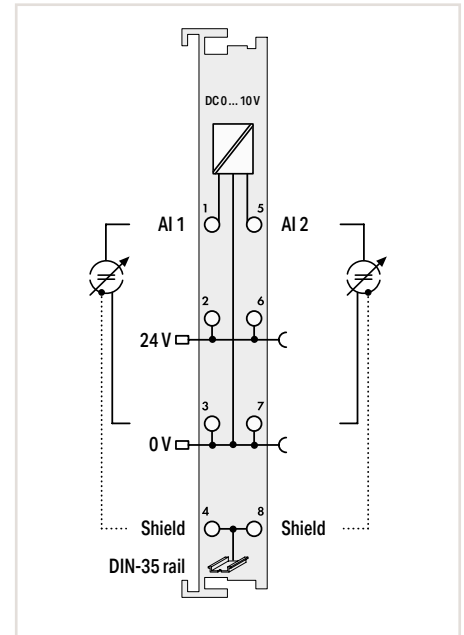 DC 0 ... 10 V
1 5
AI 1 AI 2
2 6
24 V
3 7
0 V
4 8
Shield Shield
DIN-35 rail